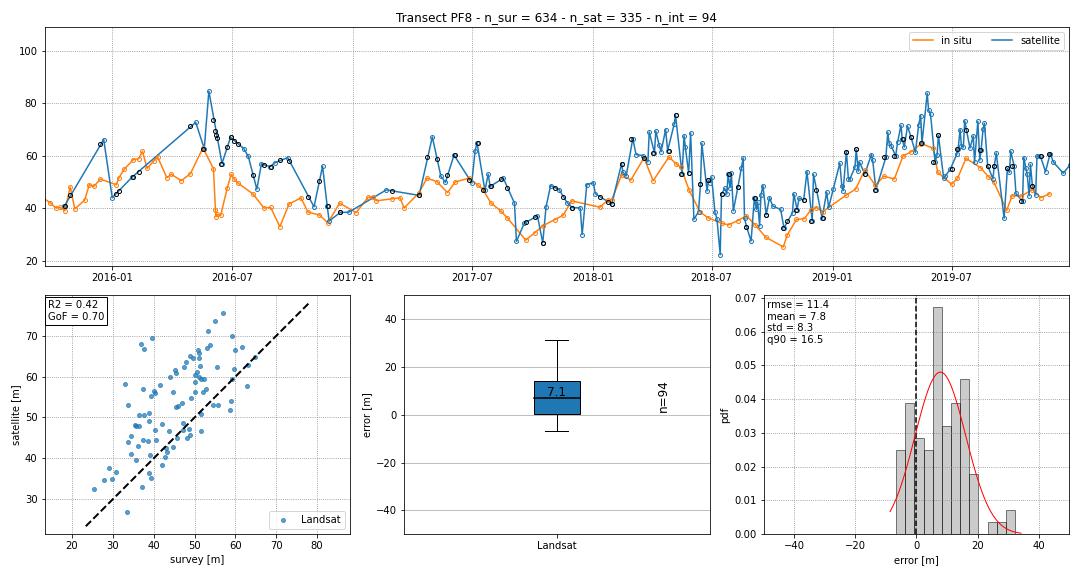 Transect PF8 - n_sur = 634 - n_sat = 335 - n_int = 94
in situ
satellite
100
80
60
40
20
2016-01
2016-07
2017-01
2017-07
2018-01
2018-07
2019-01
2019-07
R2 = 0.42
GoF = 0.70
satellite [m]
70
60
50
40
30
20
30
40
50
60
70
80
survey [m]
Landsat
error [m]
40
20
0
−20
−40
7.1
n=94
Landsat
rmse = 11.4
mean = 7.8
std = 8.3
q90 = 16.5
pdf
0.07
0.06
0.05
0.04
0.03
0.02
0.01
0.00
−40
−20
0
20
40
error [m]